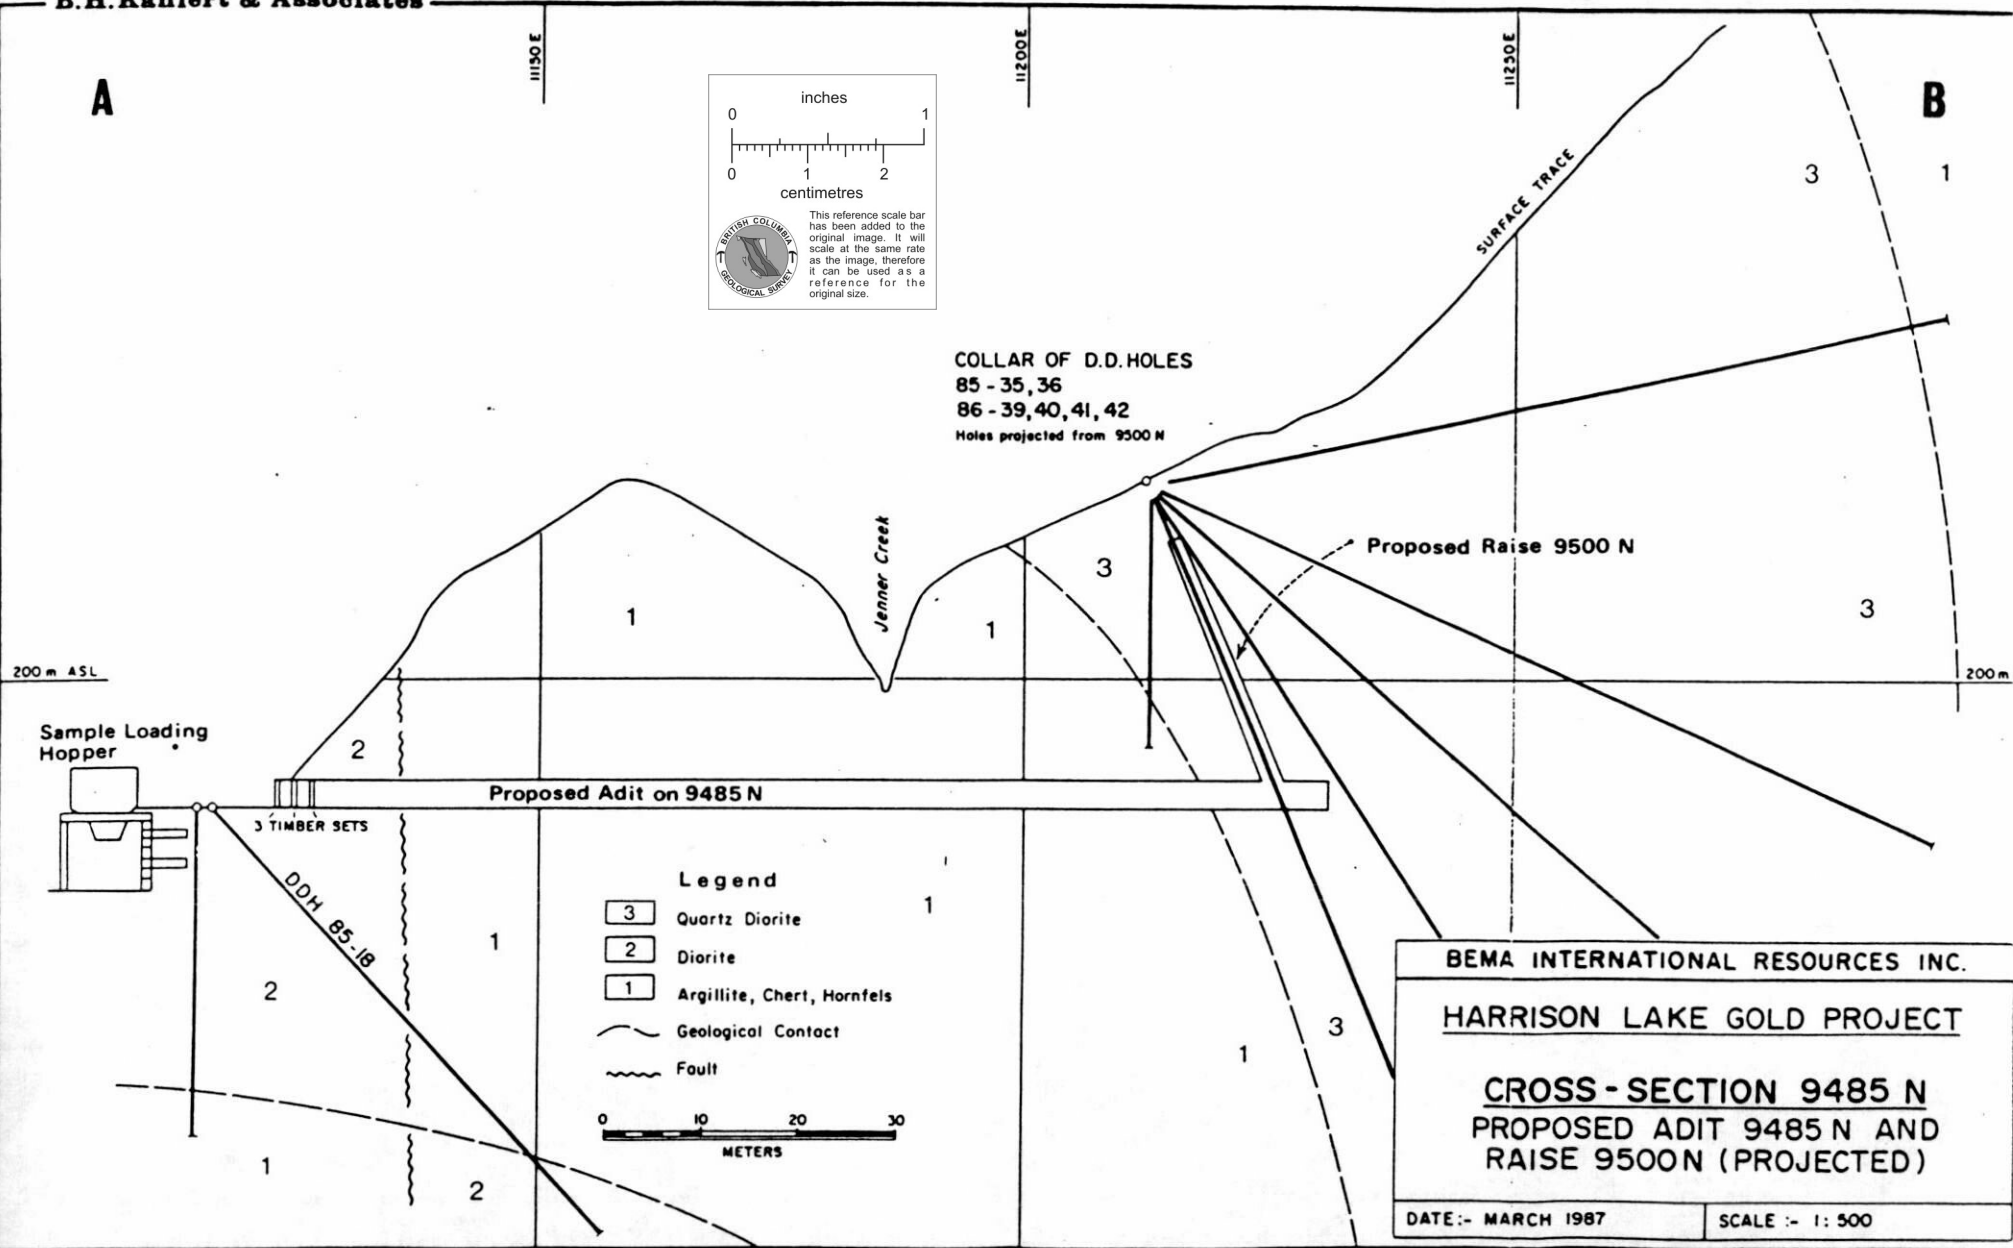 B.H. Kahlert & Associates
A
11150 E
11200 E
11250 E
B
inches
0 1
0 1 2
centimetres
BRITISH COLUMBIA
GEOLOGICAL SURVEY
This reference scale bar
has been added to the
original image. It will
scale at the same rate
as the image, therefore
it can be used as a
reference for the
original size.
SURFACE TRACE
3
1
COLLAR OF D.D. HOLES
85 - 35, 36
86 - 39, 40, 41, 42
Holes projected from 9500 N
Jenner Creek
Proposed Raise 9500 N
3
1
1
3
200 m ASL
200 m
Sample Loading
Hopper
2
Proposed Adit on 9485 N
3 TIMBER SETS
DDH 85-18
2
1
1
1
2
1
3
Legend
3 Quartz Diorite
2 Diorite
1 Argillite, Chert, Hornfels
Geological Contact
Fault
0 10 20 30
METERS
BEMA INTERNATIONAL RESOURCES INC.
HARRISON LAKE GOLD PROJECT
CROSS-SECTION 9485 N
PROPOSED ADIT 9485 N AND
RAISE 9500 N (PROJECTED)
DATE:- MARCH 1987
SCALE :- 1: 500